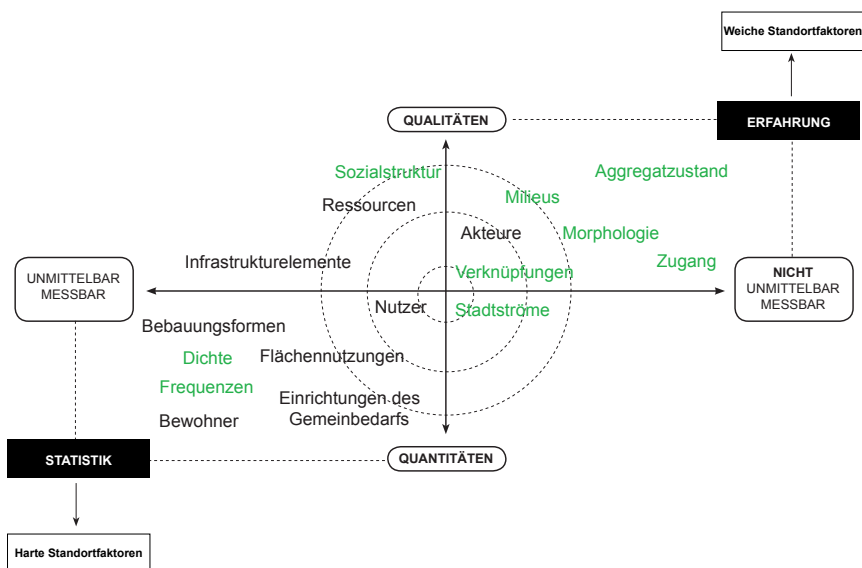 Weiche Standortfaktoren
QUALITÄTEN
ERFAHRUNG
Sozialstruktur
Aggregatzustand
Milieus
Ressourcen
Akteure
Morphologie
Infrastrukturelemente
Verknüpfungen
Zugang
UNMITTELBAR
MESSBAR
NICHT
UNMITTELBAR
MESSBAR
Nutzer
Stadtströme
Bebauungsformen
Dichte
Flächennutzungen
Frequenzen
Einrichtungen des
Gemeinbedarfs
Bewohner
STATISTIK
QUANTITÄTEN
Harte Standortfaktoren